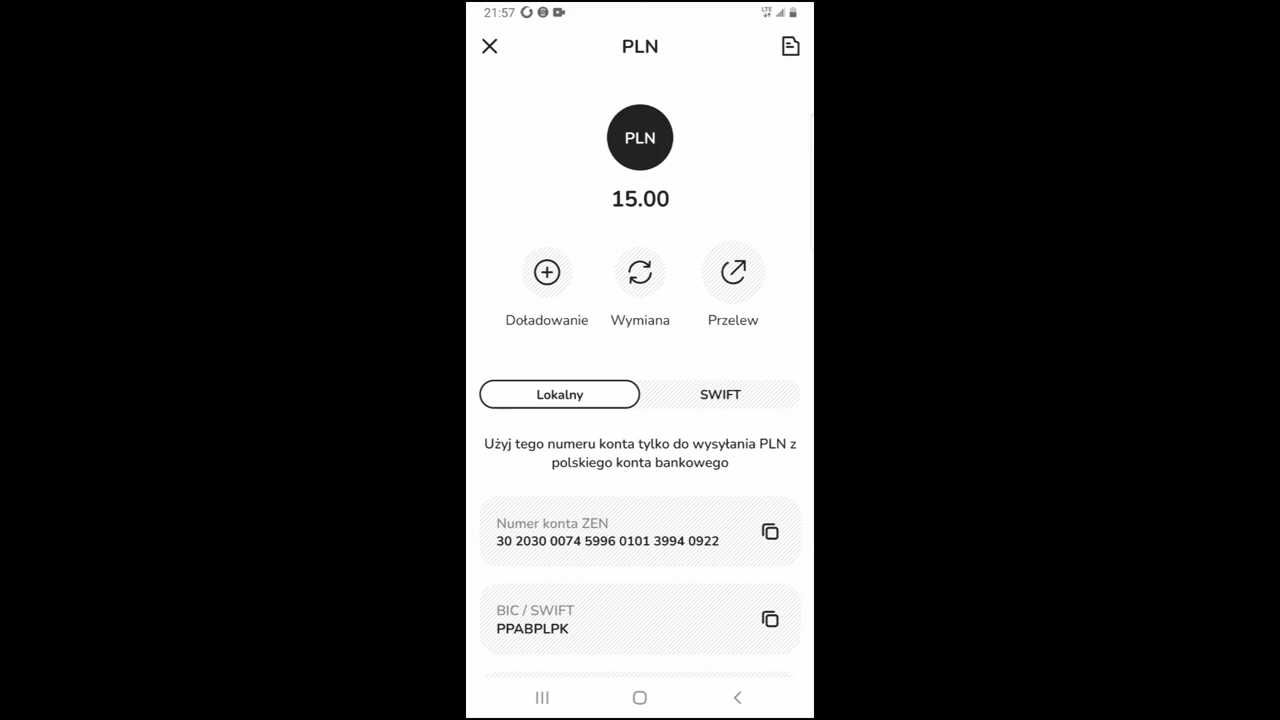 21:57
LTE
PLN
PLN
15.00
Doładowanie
Wymiana
Przelew
Lokalny
SWIFT
Użyj tego numeru konta tylko do wysyłania PLN z
polskiego konta bankowego
Numer konta ZEN
30 2030 0074 5996 0101 3994 0922
BIC / SWIFT
PPABPLPK